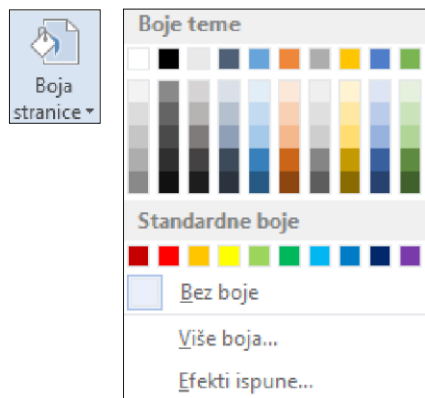 Boja
stranice
Boje teme
Standardne boje
Bez boje
Više boja...
Efekti ispune...